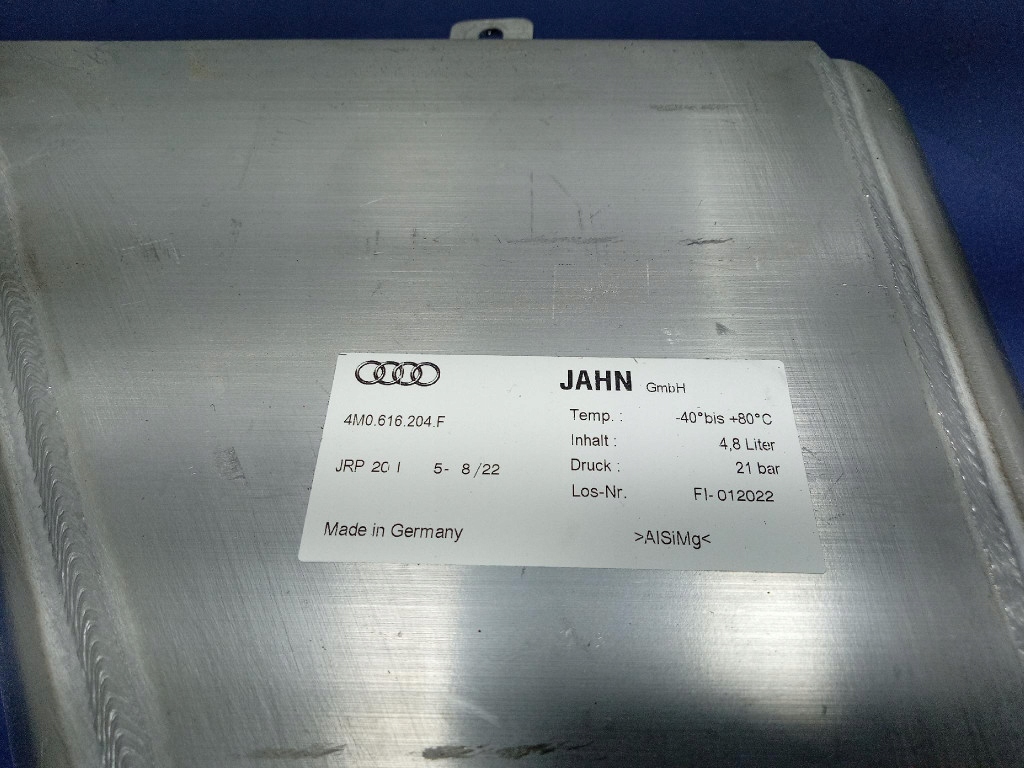 JAHN GmbH
4M0.616.204.F
Temp. : -40°bis +80°C
Inhalt : 4,8 Liter
JRP 20 I 5- 8/22
Druck : 21 bar
Los-Nr. FI-012022
Made in Germany
>AlSiMg<